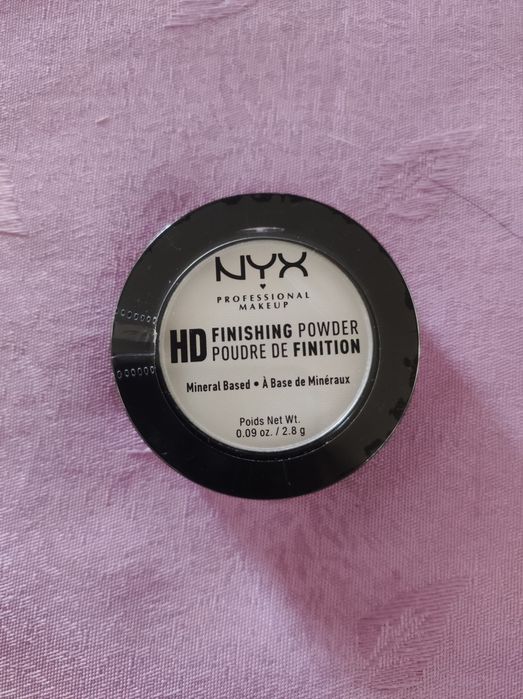 NYX
PROFESSIONAL
MAKEUP
HD FINISHING POWDER
POUDRE DE FINITION
Mineral Based • À Base de Minéraux
Poids Net Wt.
0.09 oz. / 2.8 g